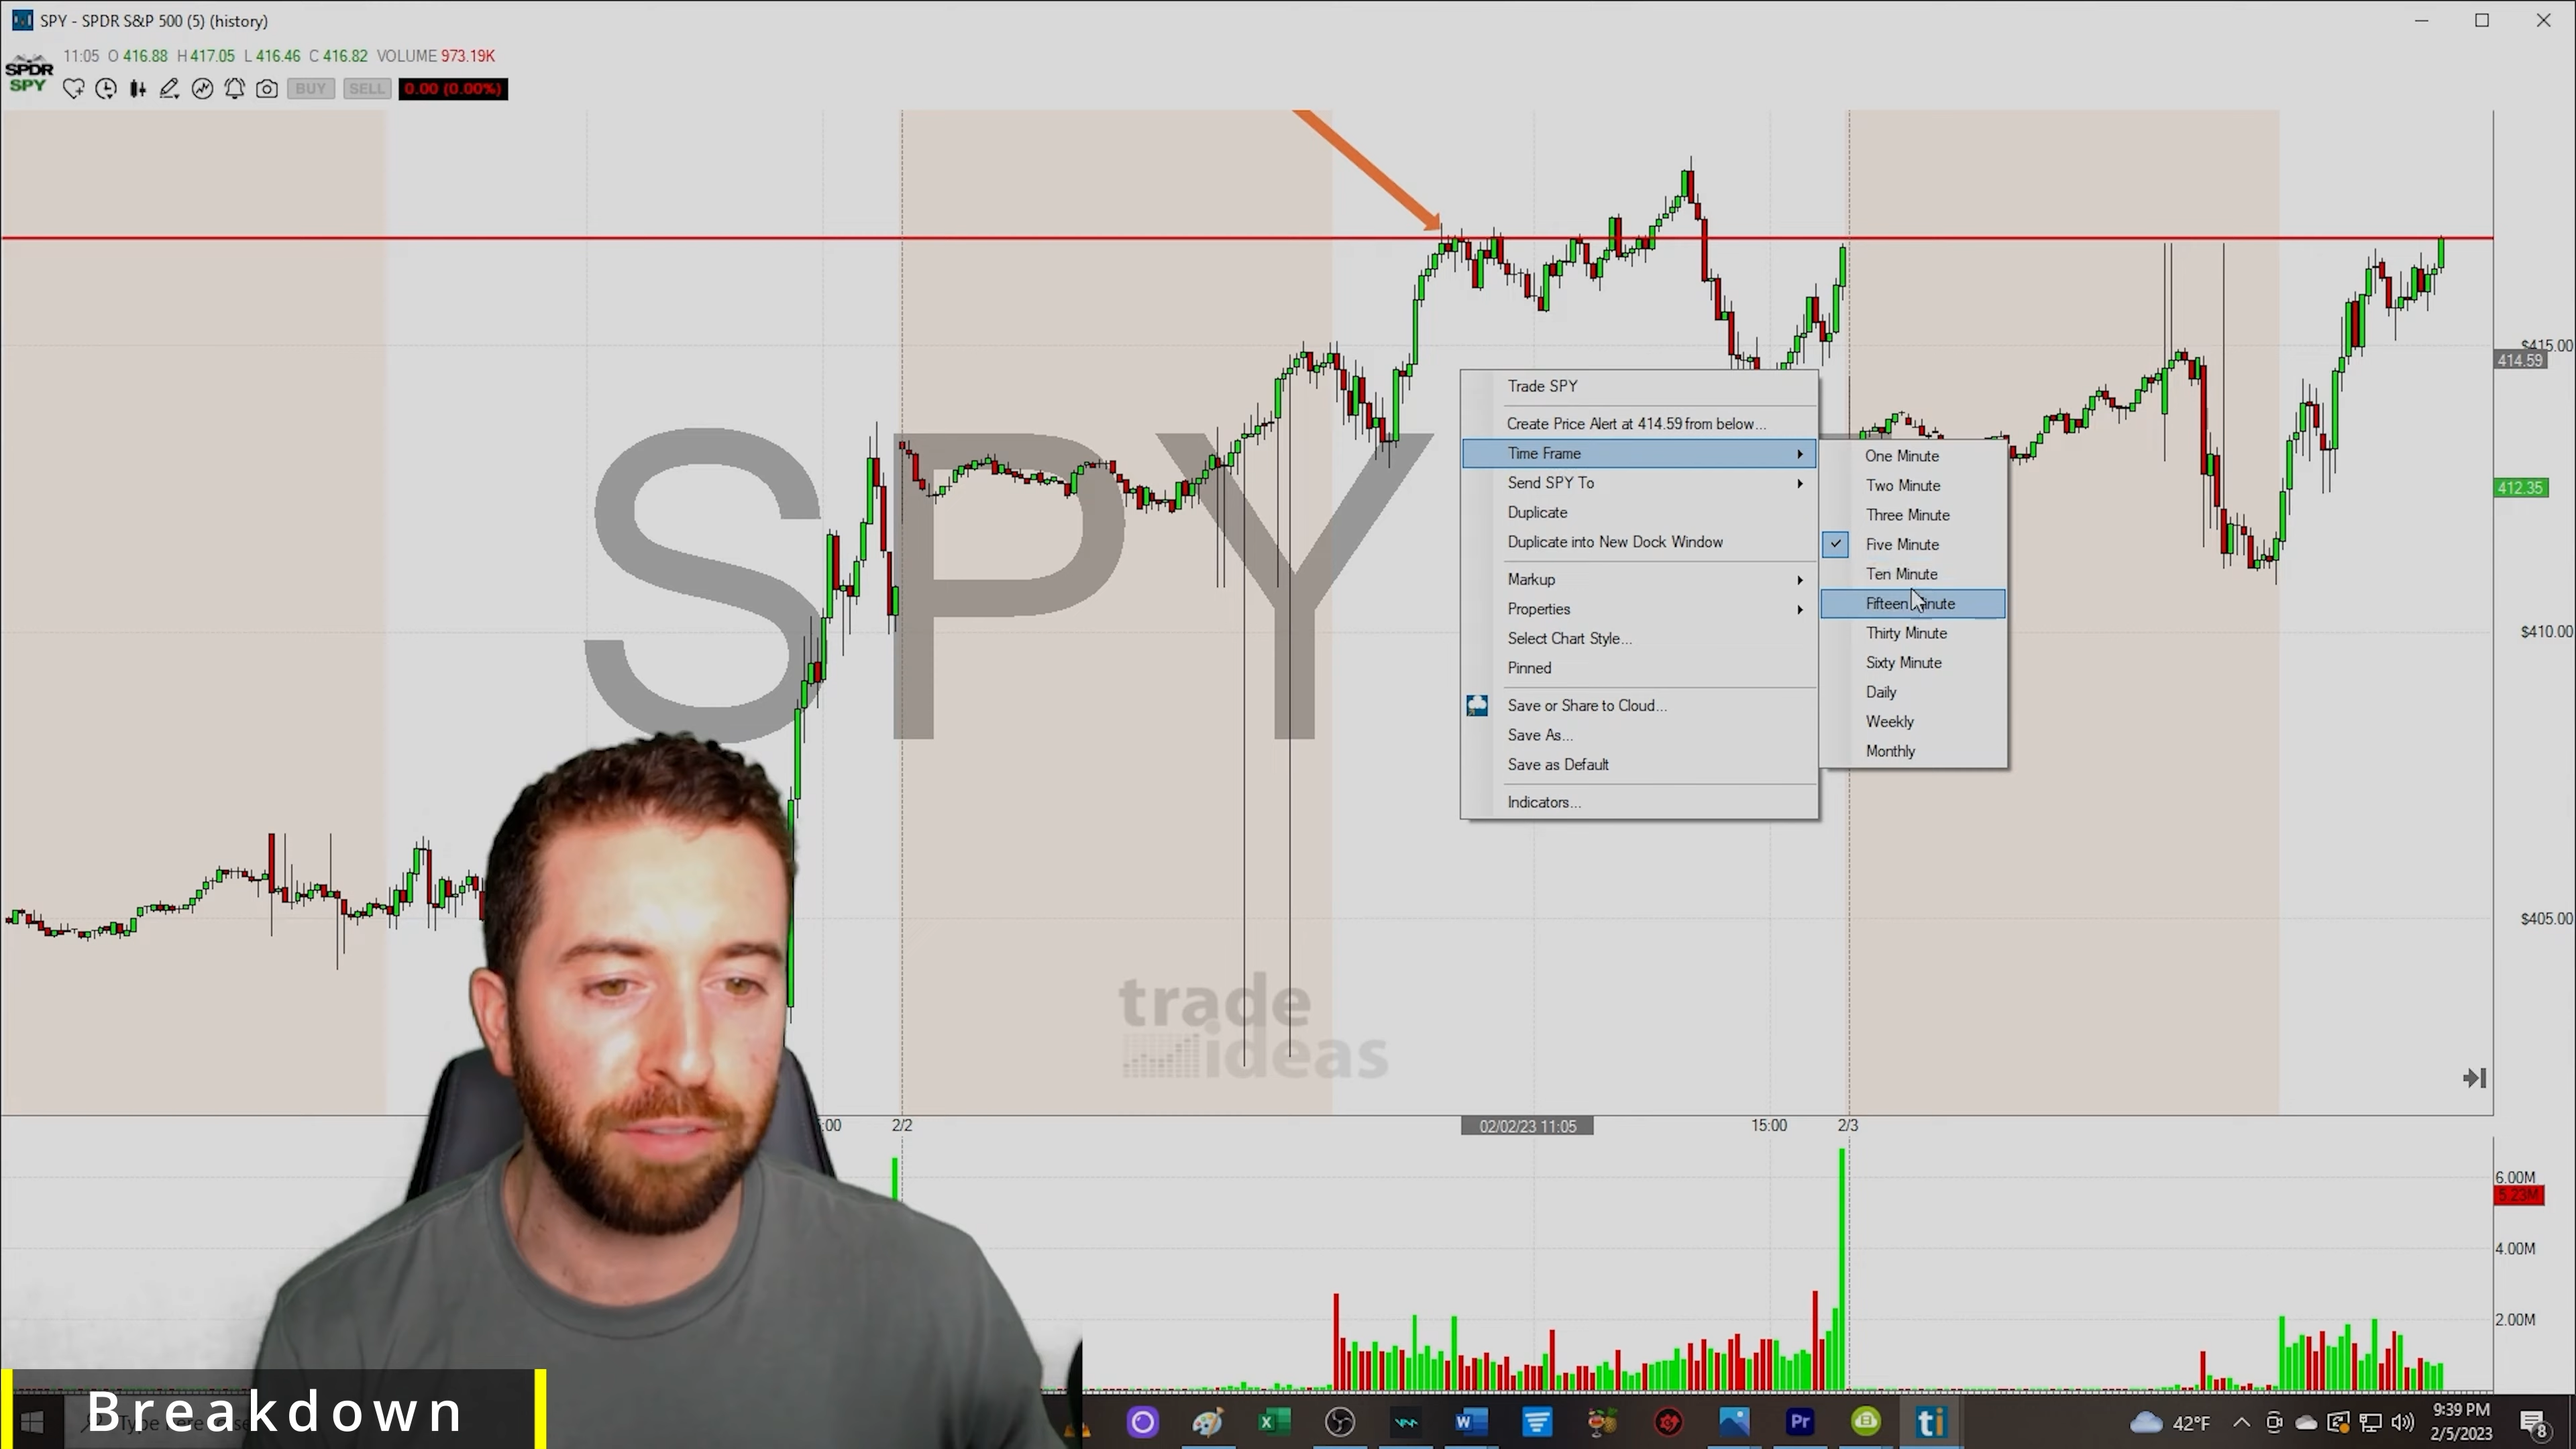 SPY - SPDR S&P 500 (5) (history)
11:05 O 416.88 H 417.05 L 416.46 C 416.82 VOLUME 973.19K
SPDR
SPY
BUY SELL 0.00 (0.00%)
SPY
$415.00
414.59
412.35
$410.00
$405.00
Trade SPY
Create Price Alert at 414.59 from below...
Time Frame
Send SPY To
Duplicate
Duplicate into New Dock Window
Markup
Properties
Select Chart Style...
Pinned
Save or Share to Cloud...
Save As...
Save as Default
Indicators...
One Minute
Two Minute
Three Minute
Five Minute
Ten Minute
Fifteen Minute
Thirty Minute
Sixty Minute
Daily
Weekly
Monthly
trade
ideas
:00 2/2 02/02/23 11:05 15:00 2/3
6.00M
5.23M
4.00M
2.00M
Breakdown
W Pr ti
42°F
9:39 PM
2/5/2023
8